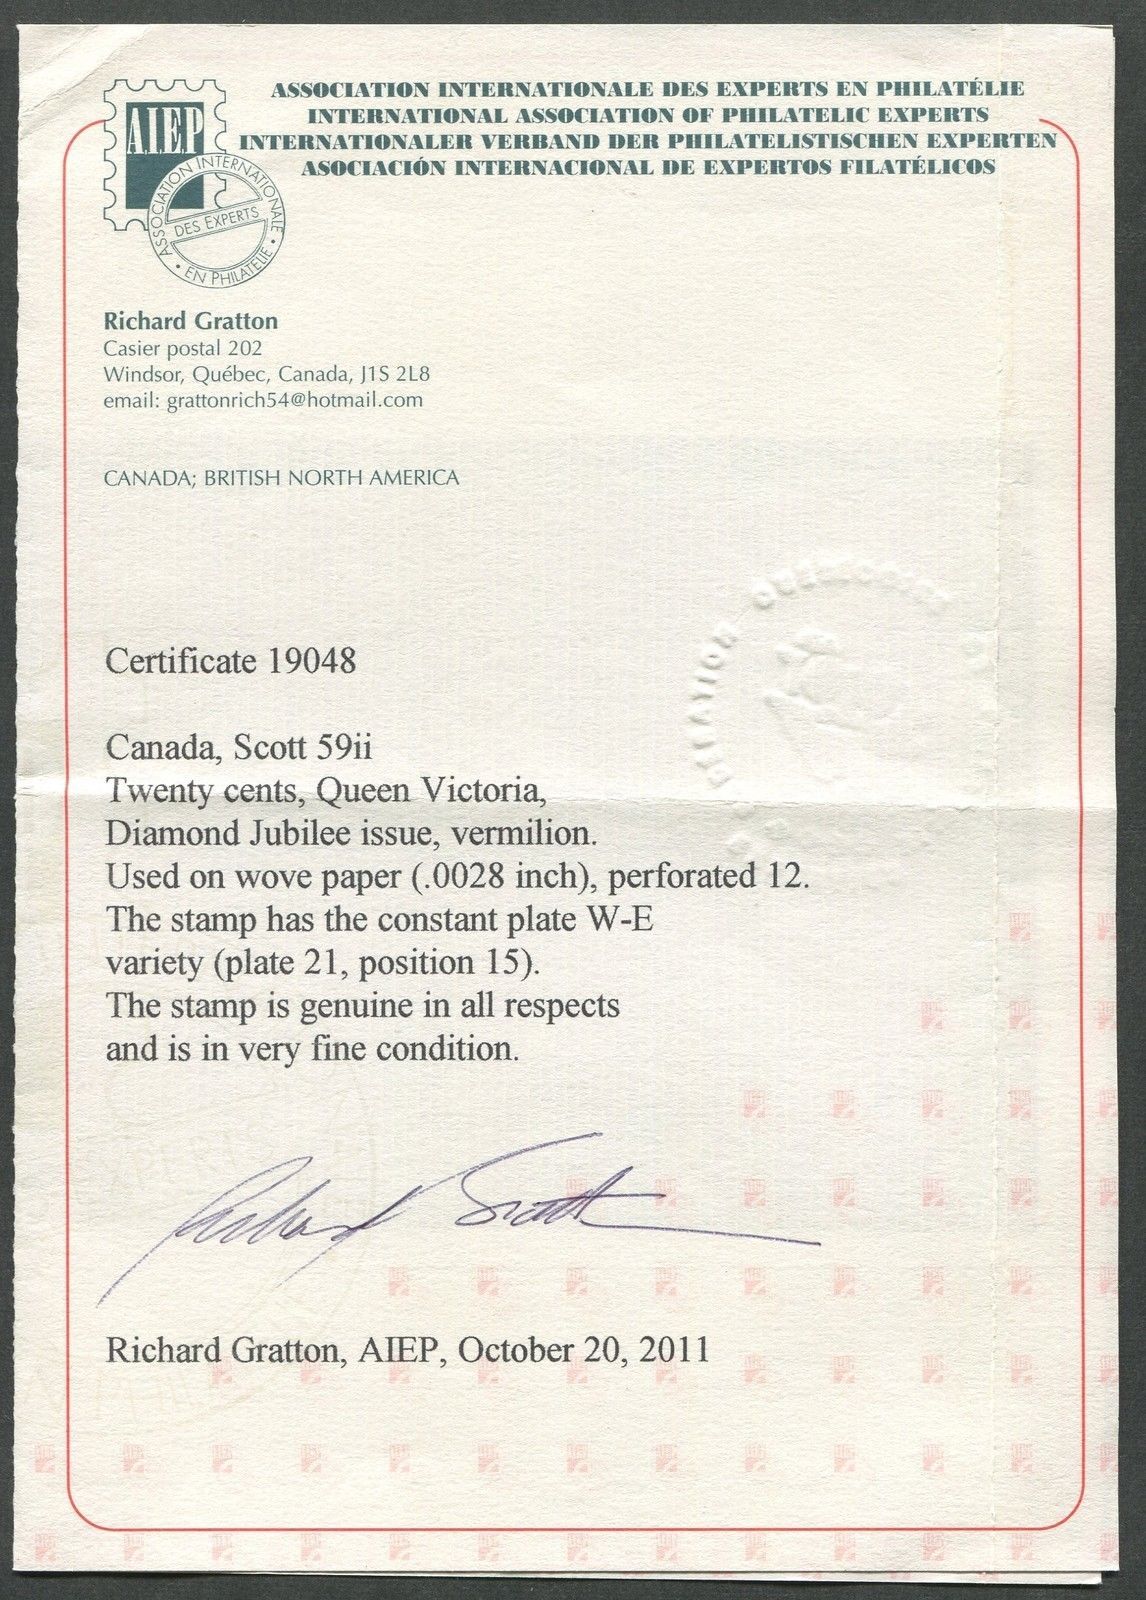 ASSOCIATION INTERNATIONALE DES EXPERTS EN PHILATÉLIE
INTERNATIONAL ASSOCIATION OF PHILATELIC EXPERTS
INTERNATIONALER VERBAND DER PHILATELISTISCHEN EXPERTEN
ASOCIACIÓN INTERNACIONAL DE EXPERTOS FILATÉLICOS
A.I.E.P
ASSOCIATION INTERNATIONALE
DES EXPERTS
• EN PHILATELIE •
Richard Gratton
Casier postal 202
Windsor, Québec, Canada, J1S 2L8
email: grattonrich54@hotmail.com
CANADA; BRITISH NORTH AMERICA
Certificate 19048
Canada, Scott 59ii
Twenty cents, Queen Victoria,
Diamond Jubilee issue, vermilion.
Used on wove paper (.0028 inch), perforated 12.
The stamp has the constant plate W-E
variety (plate 21, position 15).
The stamp is genuine in all respects
and is in very fine condition.
Richard Gratton
Richard Gratton, AIEP, October 20, 2011